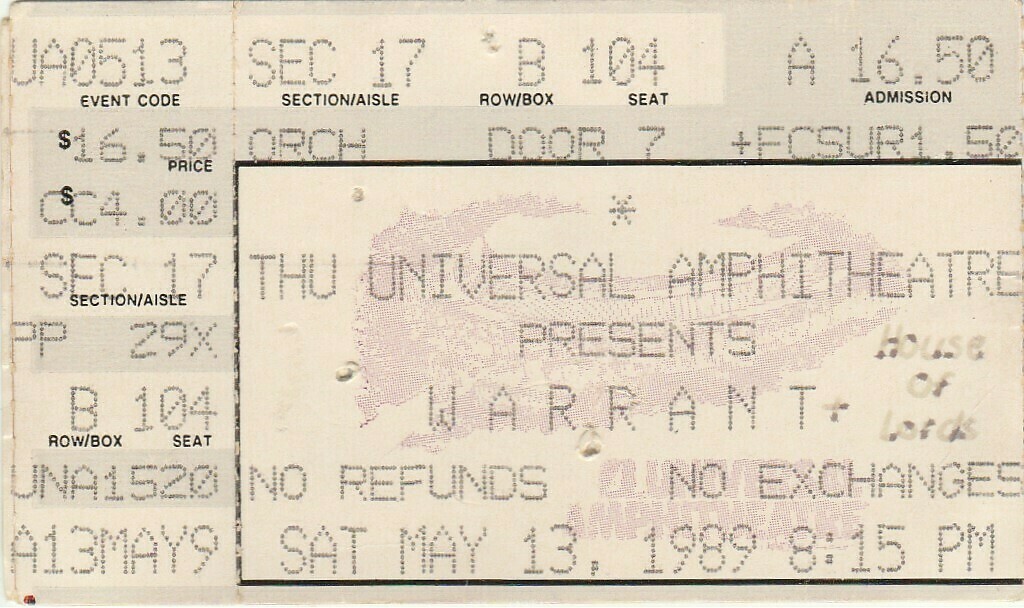 UA0513 SEC 17 B 104 A 16.50
EVENT CODE SECTION/AISLE ROW/BOX SEAT ADMISSION
$16.50 ORCH DOOR 7 +FCSUR1.50
PRICE
$
CC4.00
*
SEC 17 THU UNIVERSAL AMPHITHEATRE
SECTION/AISLE
PP 29X PRESENTS House
Of
B 104 WARRANT + Lords
ROW/BOX SEAT
UNA1520 NO REFUNDS NO EXCHANGES
A13MAY9 SAT MAY 13, 1989 8:15 PM